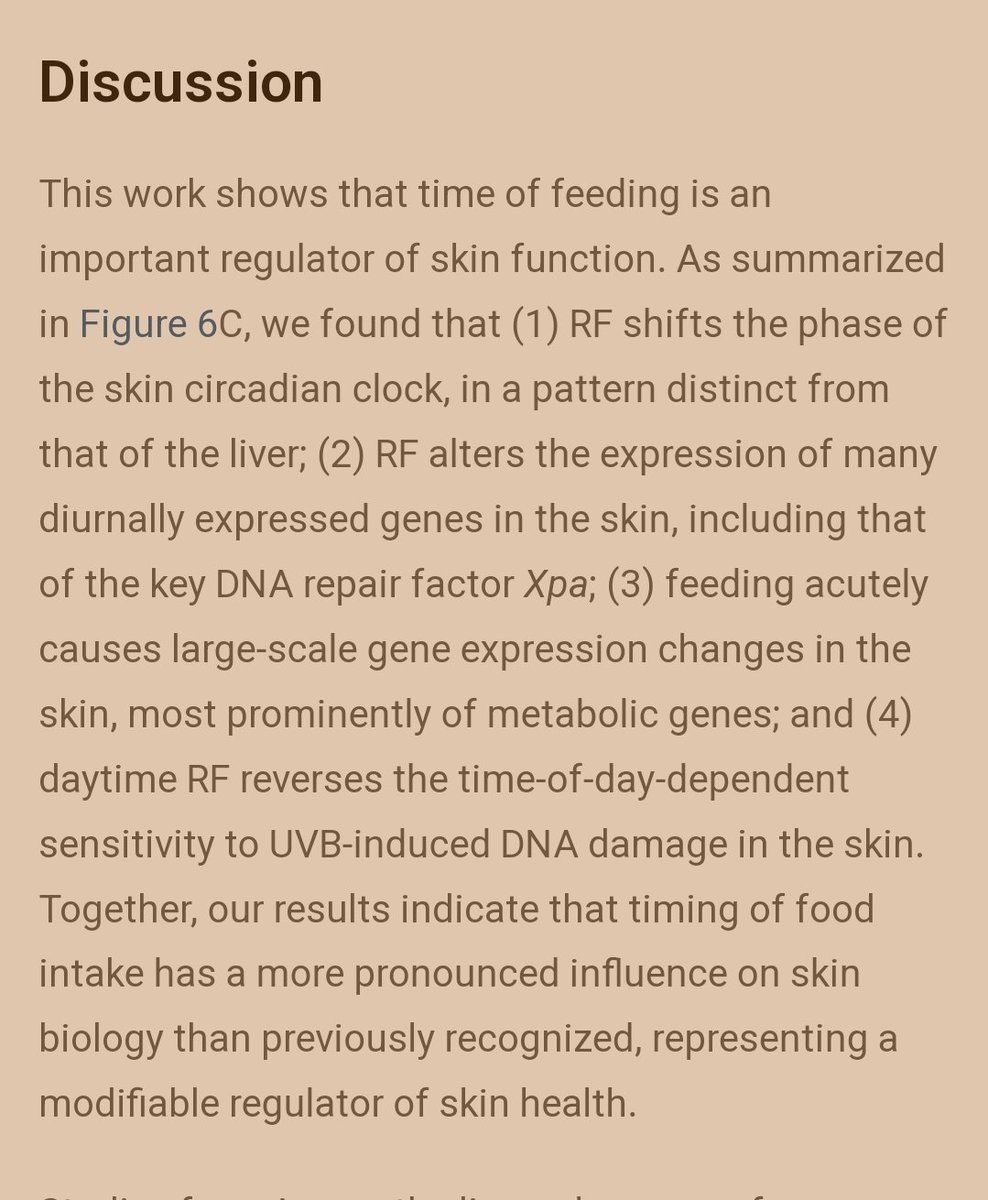 Discussion
This work shows that time of feeding is an
important regulator of skin function. As summarized
in Figure 6C, we found that (1) RF shifts the phase of
the skin circadian clock, in a pattern distinct from
that of the liver; (2) RF alters the expression of many
diurnally expressed genes in the skin, including that
of the key DNA repair factor Xpa; (3) feeding acutely
causes large-scale gene expression changes in the
skin, most prominently of metabolic genes; and (4)
daytime RF reverses the time-of-day-dependent
sensitivity to UVB-induced DNA damage in the skin.
Together, our results indicate that timing of food
intake has a more pronounced influence on skin
biology than previously recognized, representing a
modifiable regulator of skin health.